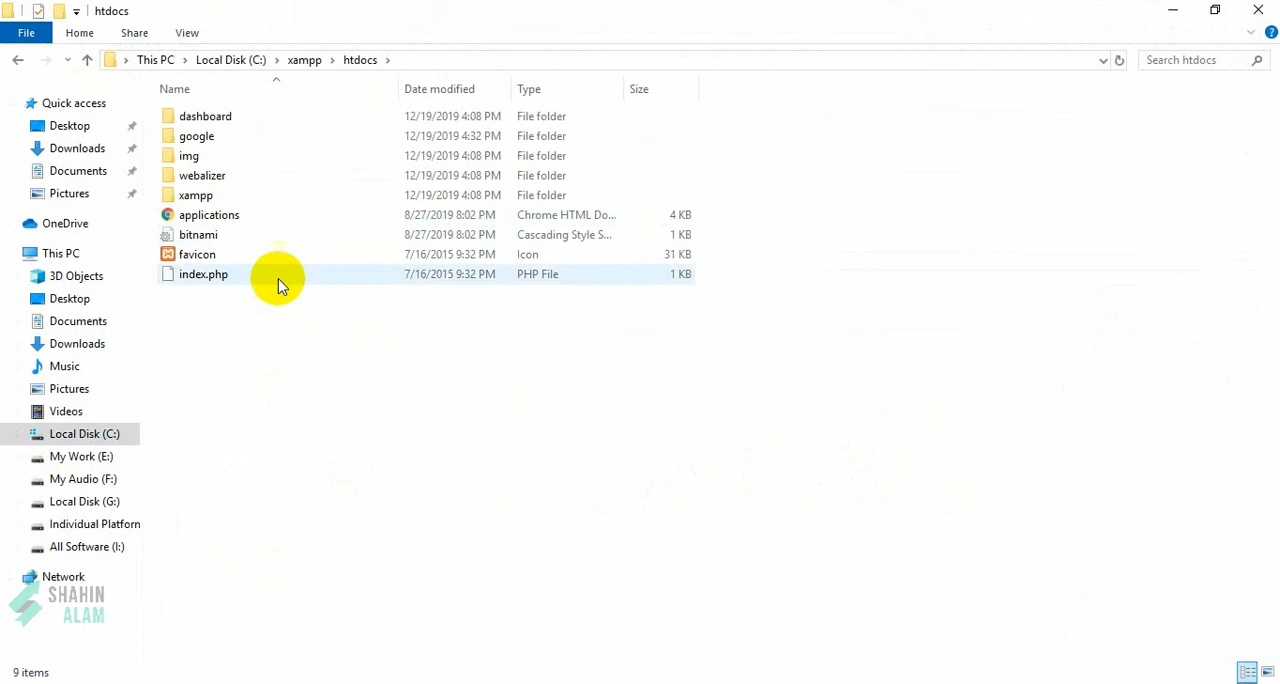 htdocs
File Home Share View
This PC Local Disk (C:) xampp htdocs Search htdocs
Name Date modified Type Size
dashboard 12/19/2019 4:08 PM File folder
google 12/19/2019 4:32 PM File folder
img 12/19/2019 4:08 PM File folder
webalizer 12/19/2019 4:08 PM File folder
xampp 12/19/2019 4:08 PM File folder
applications 8/27/2019 8:02 PM Chrome HTML Do... 4 KB
bitnami 8/27/2019 8:02 PM Cascading Style S... 1 KB
favicon 7/16/2015 9:32 PM Icon 31 KB
index.php 7/16/2015 9:32 PM PHP File 1 KB
Quick access
Desktop
Downloads
Documents
Pictures
OneDrive
This PC
3D Objects
Desktop
Documents
Downloads
Music
Pictures
Videos
Local Disk (C:)
My Work (E:)
My Audio (F:)
Local Disk (G:)
Individual Platform
All Software (I:)
Network
SHAHIN
ALAM
9 items